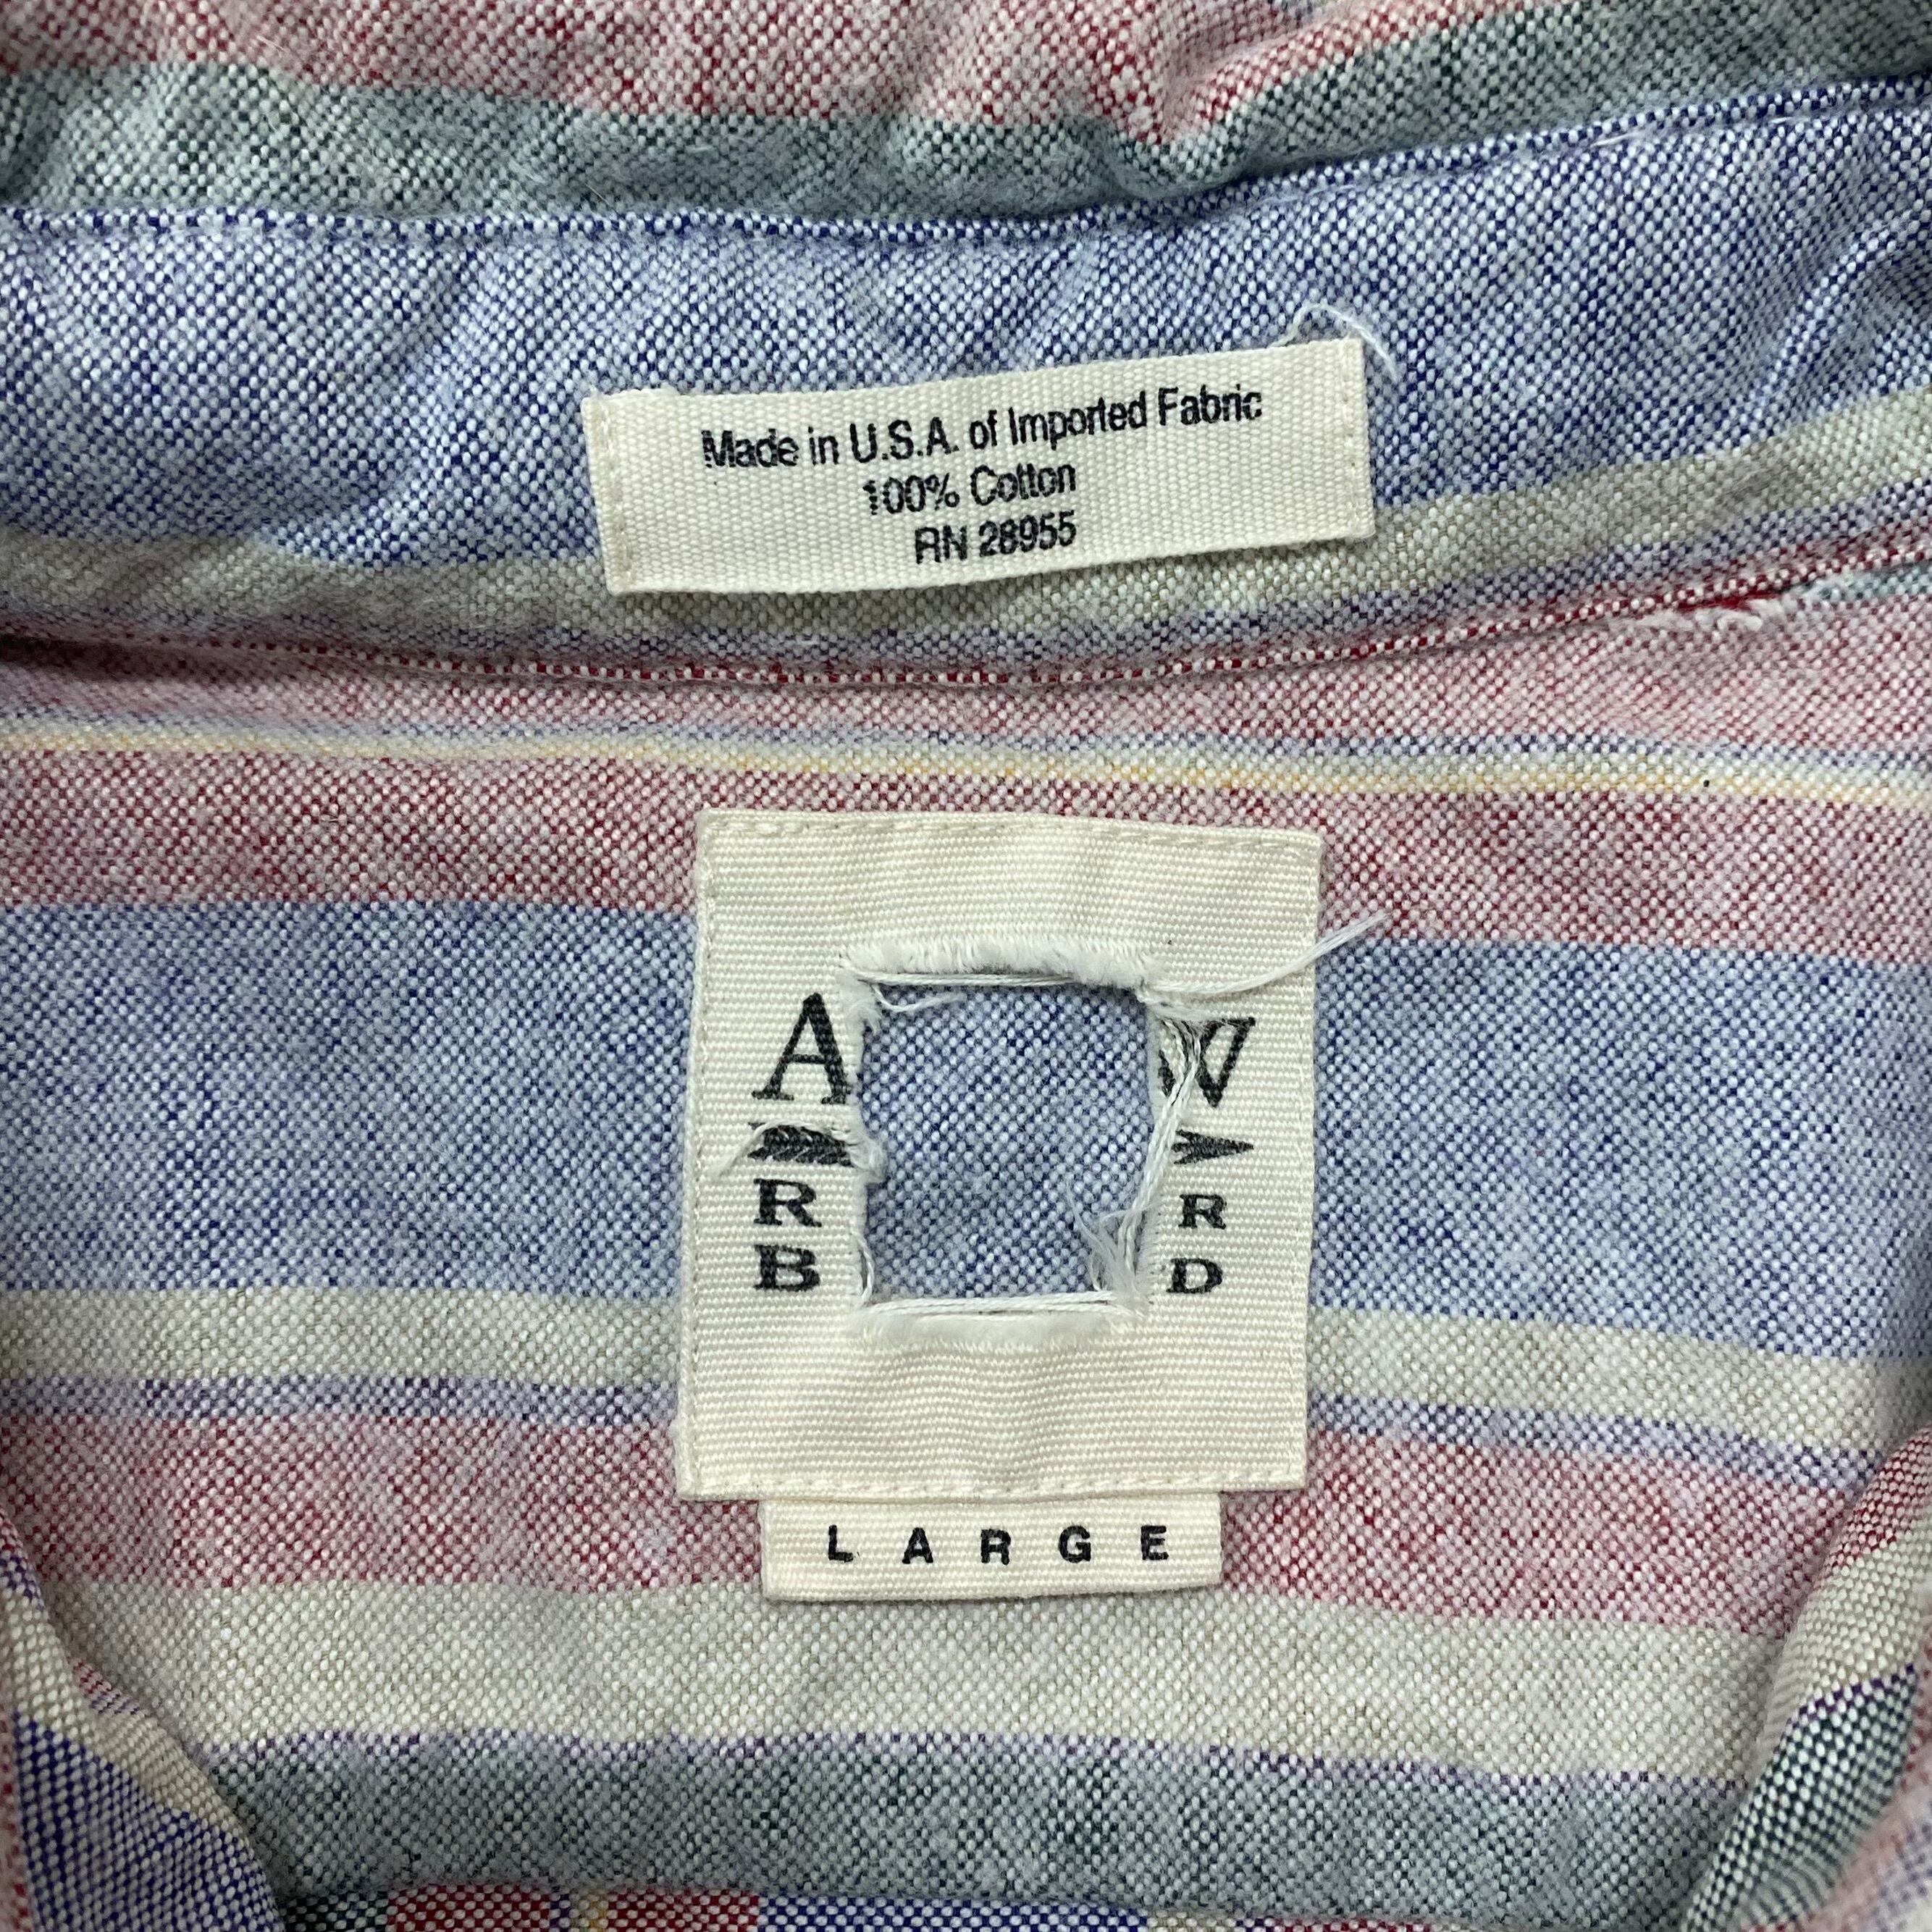 Made in U.S.A. of Imported Fabric
100% Cotton
RN 28955
A W
R R
B D
LARGE